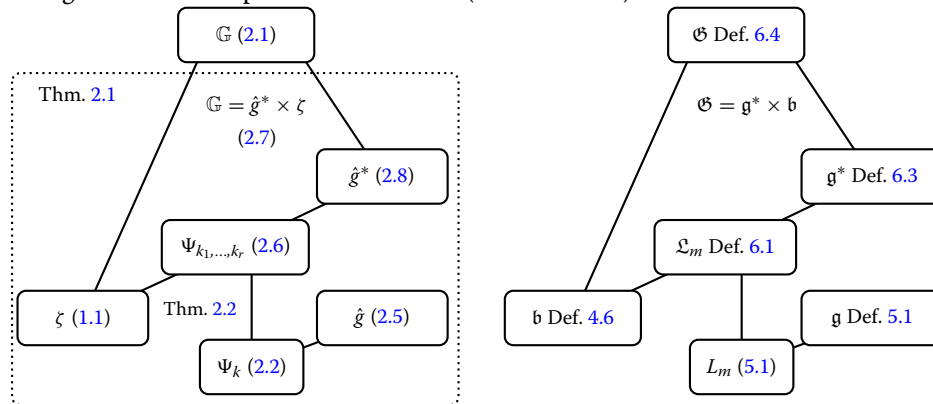 𝔾 (2.1)
Thm. 2.1
𝔾 = ĝ* × ζ
(2.7)
ĝ* (2.8)
Ψ_{k₁,…,k_r} (2.6)
ζ (1.1)
Thm. 2.2
ĝ (2.5)
Ψ_k (2.2)
𝔊 Def. 6.4
𝔊 = 𝔤* × 𝔟
𝔤* Def. 6.3
𝔏_m Def. 6.1
𝔟 Def. 4.6
𝔤 Def. 5.1
L_m (5.1)